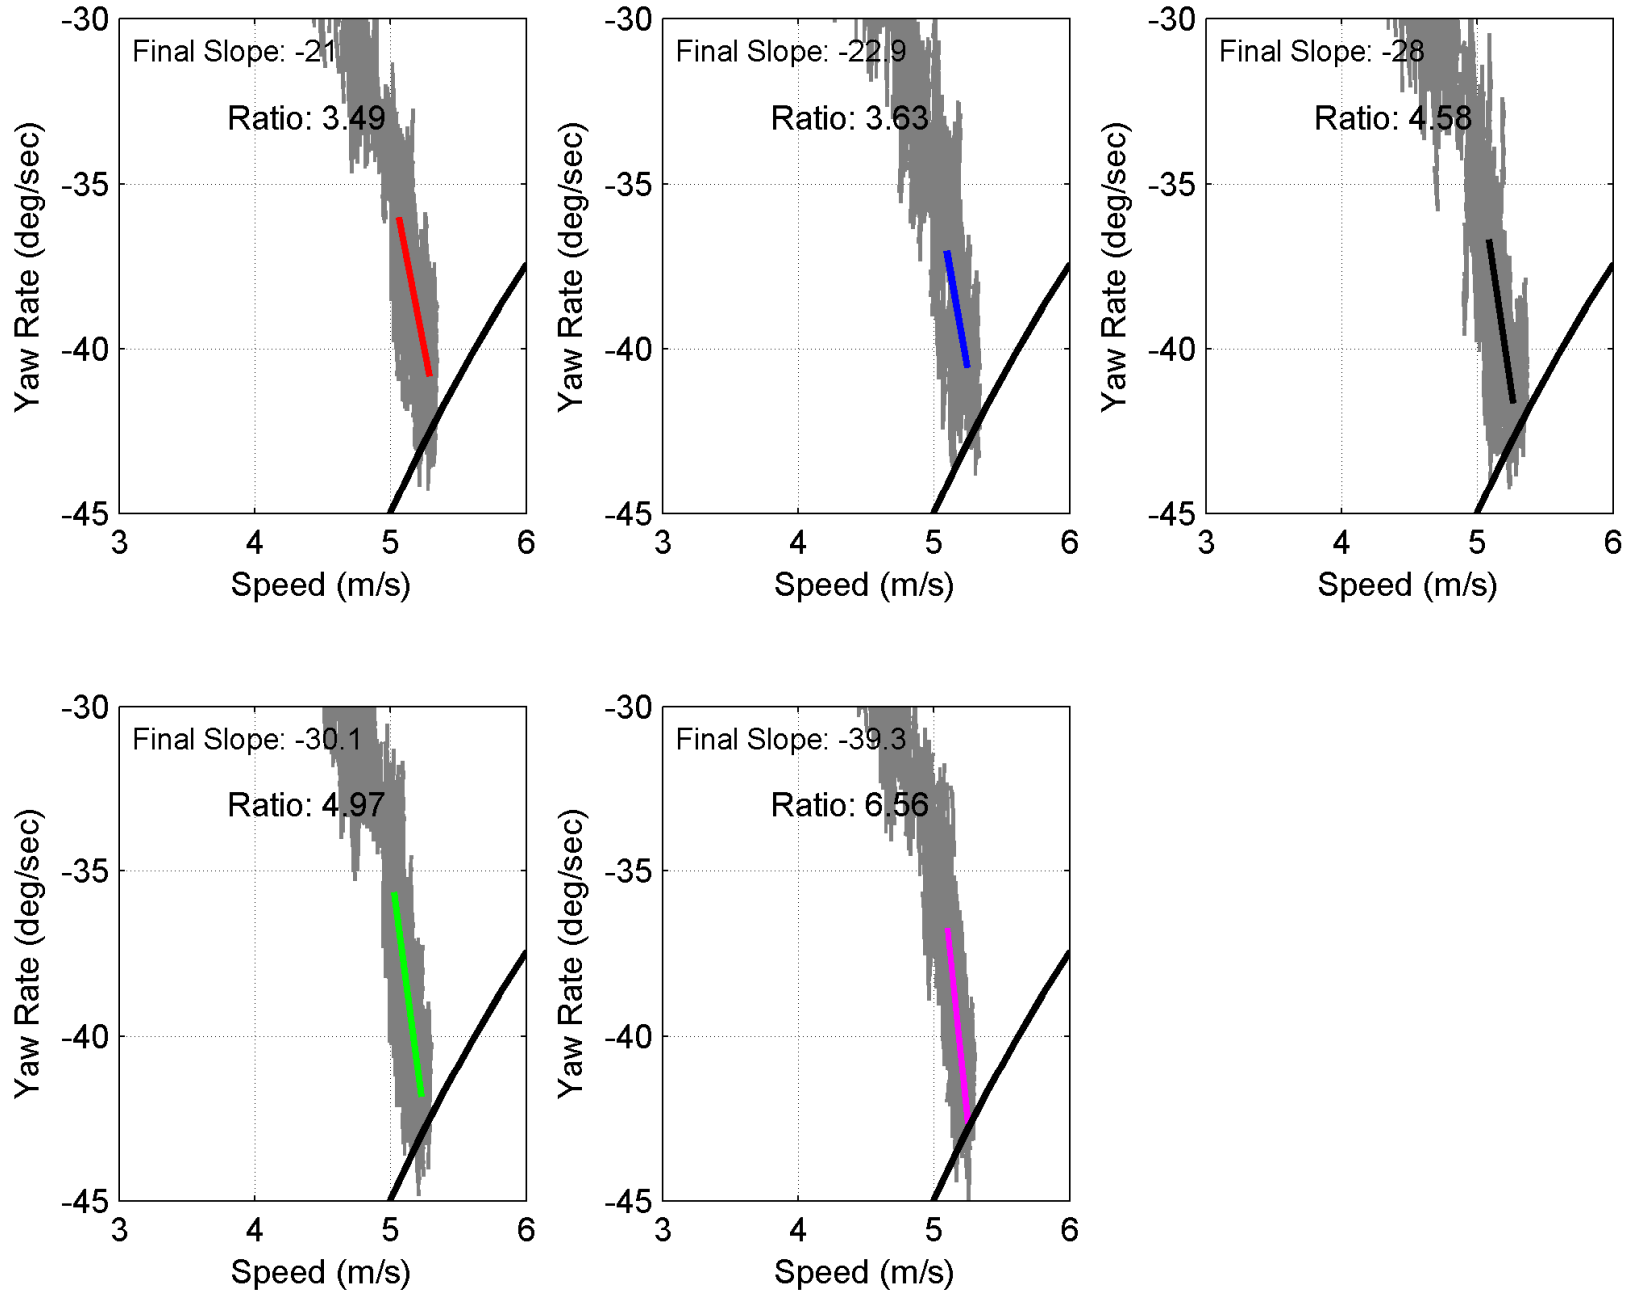 -30
-35
-40
-45
Yaw Rate (deg/sec)
Final Slope: -21
Ratio: 3.49
3 4 5 6
Speed (m/s)
-30
-35
-40
-45
Yaw Rate (deg/sec)
Final Slope: -22.9
Ratio: 3.63
3 4 5 6
Speed (m/s)
-30
-35
-40
-45
Yaw Rate (deg/sec)
Final Slope: -28
Ratio: 4.58
3 4 5 6
Speed (m/s)
-30
-35
-40
-45
Yaw Rate (deg/sec)
Final Slope: -30.1
Ratio: 4.97
3 4 5 6
Speed (m/s)
-30
-35
-40
-45
Yaw Rate (deg/sec)
Final Slope: -39.3
Ratio: 6.56
3 4 5 6
Speed (m/s)